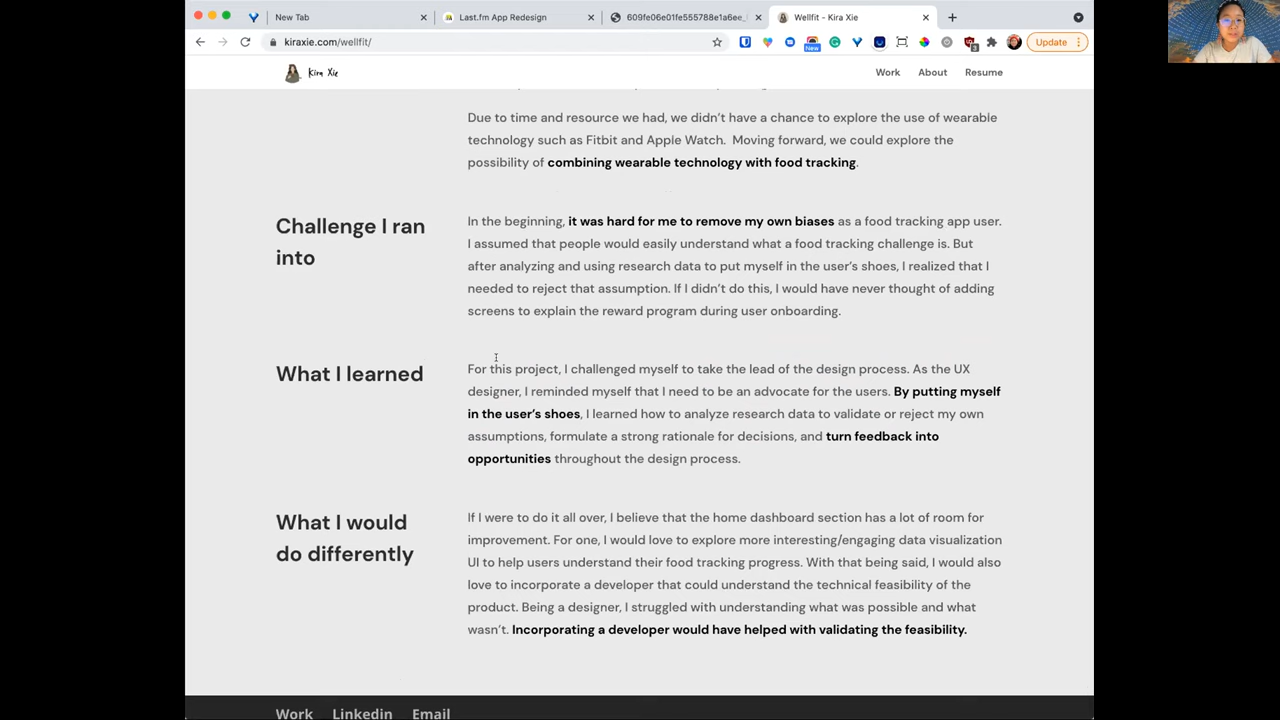 New Tab
Last.fm App Redesign
609fe06e01fe555788e1a6ee_
Wellfit - Kira Xie
kiraxie.com/wellfit/
New
3
Update
Kira Xie
Work
About
Resume
Due to time and resource we had, we didn't have a chance to explore the use of wearable
technology such as Fitbit and Apple Watch. Moving forward, we could explore the
possibility of combining wearable technology with food tracking.
Challenge I ran
into
In the beginning, it was hard for me to remove my own biases as a food tracking app user.
I assumed that people would easily understand what a food tracking challenge is. But
after analyzing and using research data to put myself in the user's shoes, I realized that I
needed to reject that assumption. If I didn't do this, I would have never thought of adding
screens to explain the reward program during user onboarding.
What I learned
For this project, I challenged myself to take the lead of the design process. As the UX
designer, I reminded myself that I need to be an advocate for the users. By putting myself
in the user's shoes, I learned how to analyze research data to validate or reject my own
assumptions, formulate a strong rationale for decisions, and turn feedback into
opportunities throughout the design process.
What I would
do differently
If I were to do it all over, I believe that the home dashboard section has a lot of room for
improvement. For one, I would love to explore more interesting/engaging data visualization
UI to help users understand their food tracking progress. With that being said, I would also
love to incorporate a developer that could understand the technical feasibility of the
product. Being a designer, I struggled with understanding what was possible and what
wasn't. Incorporating a developer would have helped with validating the feasibility.
Work
Linkedin
Email